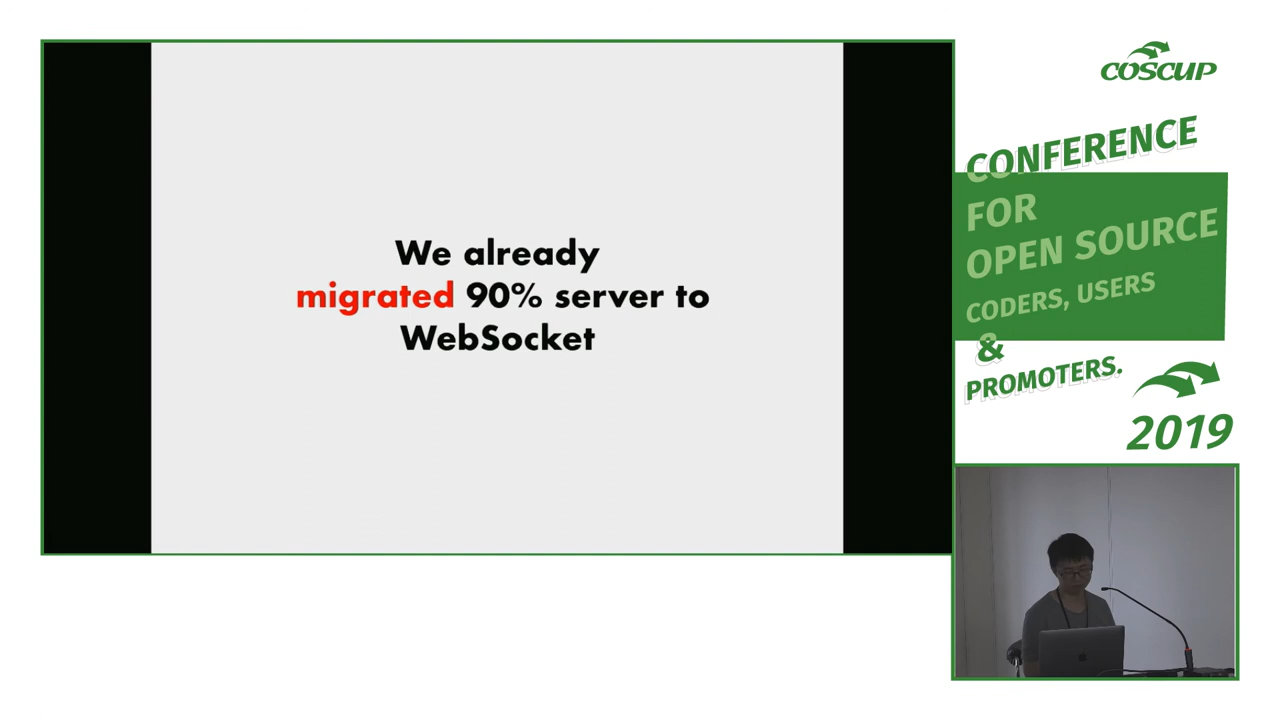 We already
migrated 90% server to
WebSocket
COSCUP
CONFERENCE
FOR
OPEN SOURCE
CODERS, USERS
&
PROMOTERS.
2019